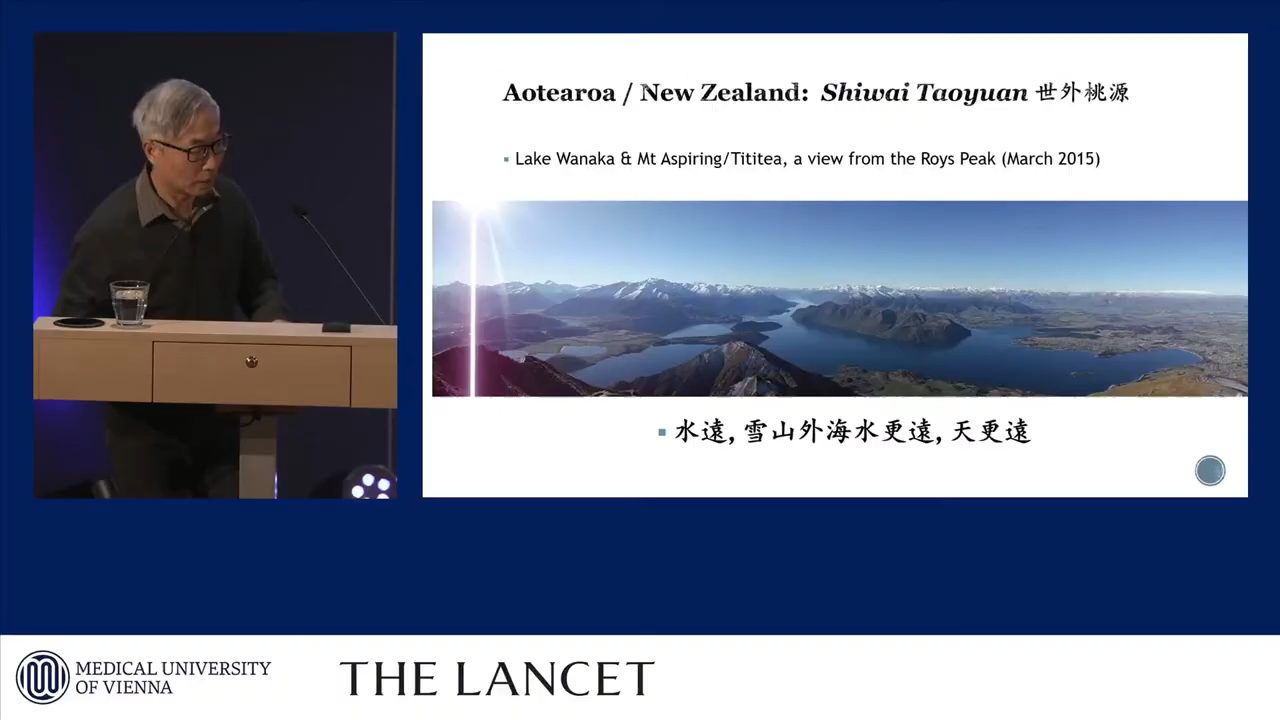 Aotearoa / New Zealand: Shiwai Taoyuan 世外桃源
Lake Wanaka & Mt Aspiring/Tititea, a view from the Roys Peak (March 2015)
水遠, 雪山外海水更遠, 天更遠
MEDICAL UNIVERSITY
OF VIENNA
THE LANCET